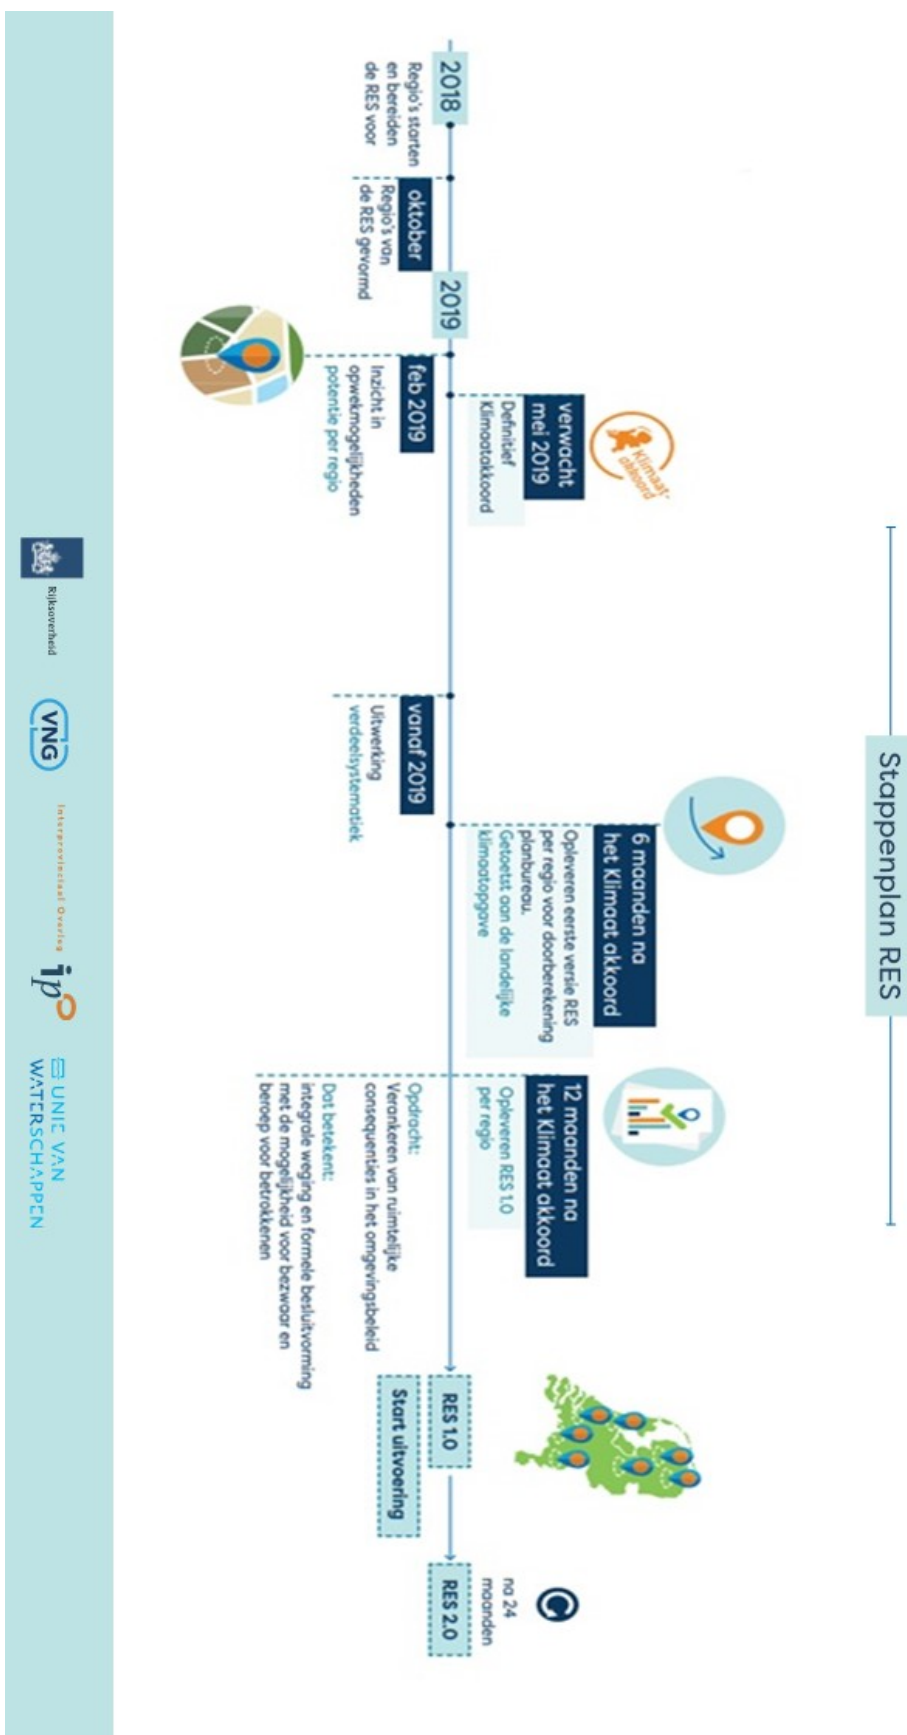 Stappenplan RES
2018
Regio's starten
en bereiden
de RES voor
oktober
Regio's van
de RES gevormd
2019
feb 2019
Inzicht in
opwekmogelijkheden
potentie per regio
Klimaat-
akkoord
verwacht
mei 2019
Definitief
Klimaatakkoord
vanaf 2019
Uitwerking
verdeelsystematiek
6 maanden na
het Klimaat akkoord
Opleveren eerste versie RES
per regio voor doorberekening
planbureau.
Getoetst aan de landelijke
klimaatopgave
12 maanden na
het Klimaat akkoord
Opleveren RES 1.0
per regio
Opdracht:
Verankeren van ruimtelijke
consequenties in het omgevingsbeleid
Dat betekent:
integrale weging en formele besluitvorming
met de mogelijkheid voor bezwaar en
beroep voor betrokkenen
RES 1.0
Start uitvoering
na 24
maanden
RES 2.0
Rijksoverheid
VNG
Interprovinciaal Overleg
ipo
UNIE VAN
WATERSCHAPPEN